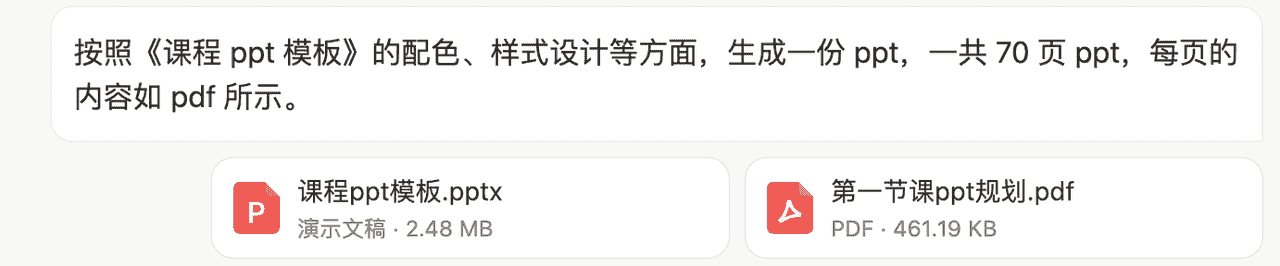 按照《课程 ppt 模板》的配色、样式设计等方面，生成一份 ppt，一共 70 页 ppt，每页的
内容如 pdf 所示。
课程ppt模板.pptx
演示文稿 · 2.48 MB
第一节课ppt规划.pdf
PDF · 461.19 KB